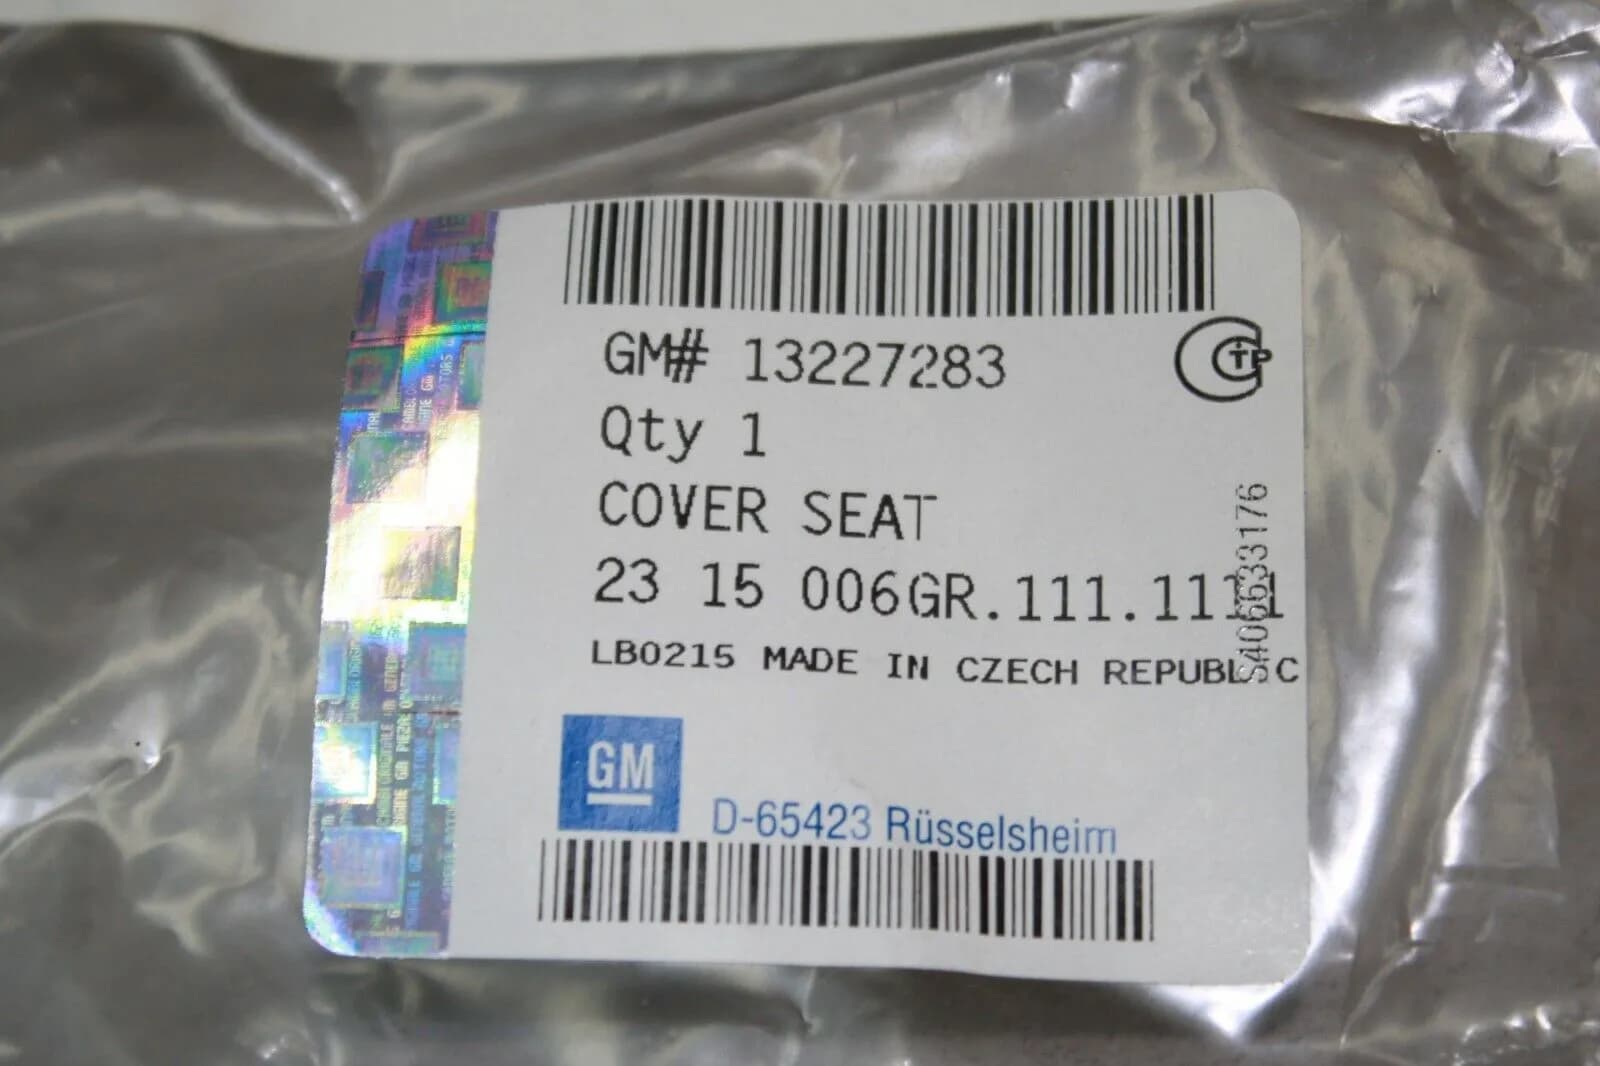 GM# 13227283
Qty 1
COVER SEAT
23 15 006GR.111.1111
LB0215 MADE IN CZECH REPUBLIC
S406633176
GM
D-65423 Rüsselsheim